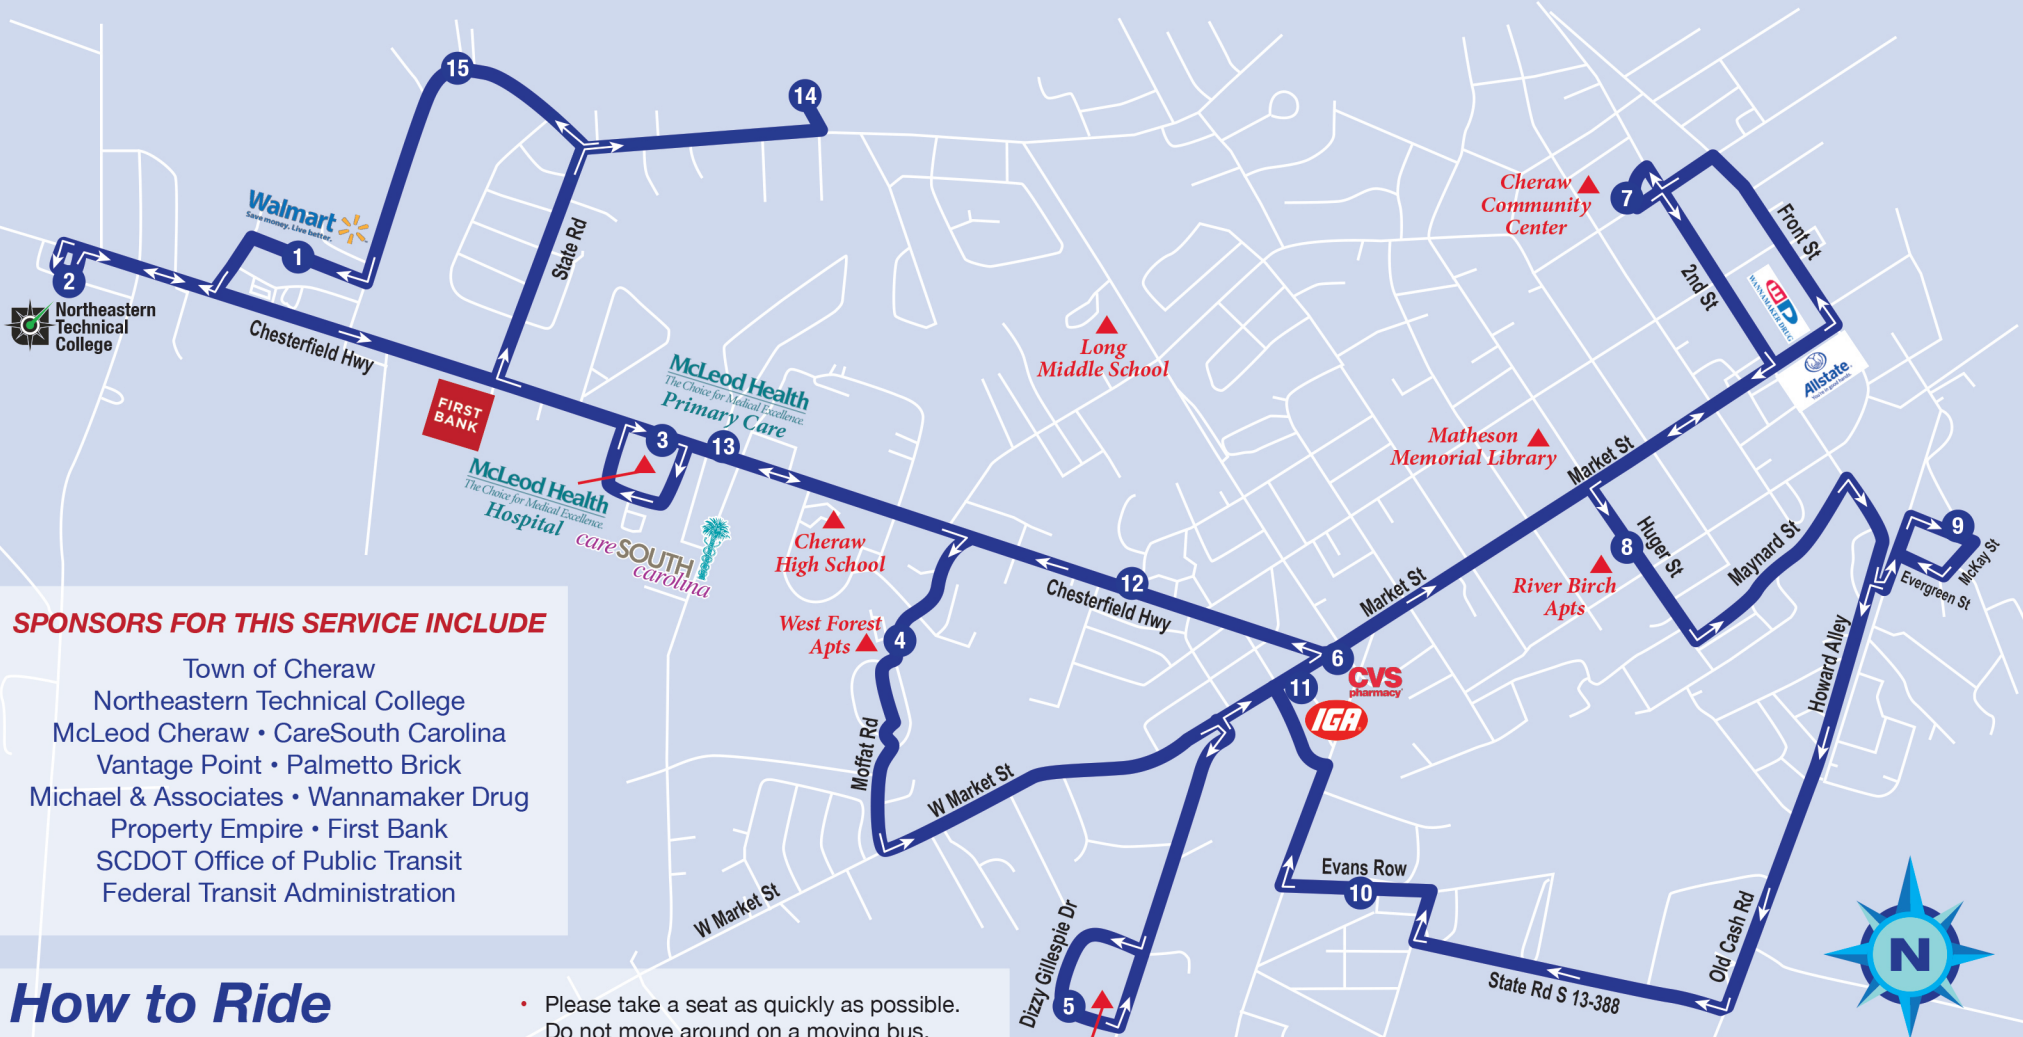 15
14
Walmart
Save money. Live better.
1
2
Northeastern
Technical
College
Chesterfield Hwy
State Rd
FIRST
BANK
McLeod Health
The Choice for Medical Excellence.
Primary Care
3
13
McLeod Health
The Choice for Medical Excellence.
Hospital
careSOUTH
carolina
Cheraw
High School
West Forest
Apts
4
Moffat Rd
W Market St
W Market St
Long
Middle School
Chesterfield Hwy
12
Cheraw
Community
Center
7
Front St
2nd St
WANNAMAKER DRUG
Allstate
You're in good hands.
Matheson
Memorial Library
Market St
Market St
Huger St
8
River Birch
Apts
Maynard St
9
McKay St
Evergreen St
Howard Alley
6
CVS
pharmacy
11
IGA
Evans Row
10
State Rd S 13-388
Old Cash Rd
Dizzy Gillespie Dr
5
N
SPONSORS FOR THIS SERVICE INCLUDE
Town of Cheraw
Northeastern Technical College
McLeod Cheraw • CareSouth Carolina
Vantage Point • Palmetto Brick
Michael & Associates • Wannamaker Drug
Property Empire • First Bank
SCDOT Office of Public Transit
Federal Transit Administration
How to Ride
• Please take a seat as quickly as possible.
Do not move around on a moving bus.